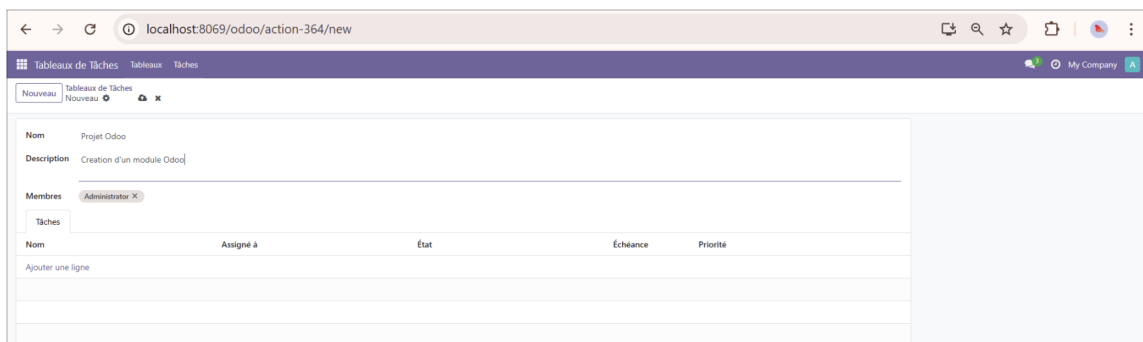 localhost:8069/odoo/action-364/new
Tableaux de Tâches Tableaux Tâches 3 My Company A
Nouveau Tableaux de Tâches
Nouveau
Nom Projet Odoo
Description Creation d'un module Odoo
Membres Administrator
Tâches
Nom Assigné à État Échéance Priorité
Ajouter une ligne